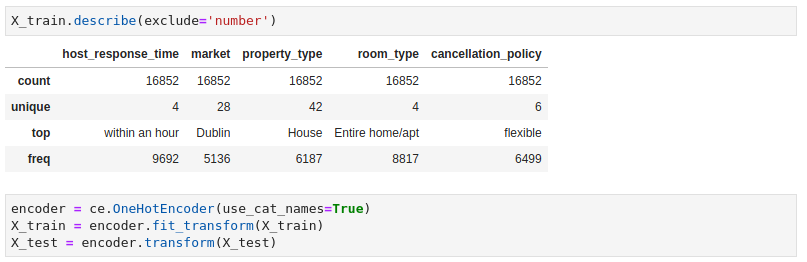 X_train.describe(exclude='number')
host_response_time market property_type room_type cancellation_policy
count 16852 16852 16852 16852 16852
unique 4 28 42 4 6
top within an hour Dublin House Entire home/apt flexible
freq 9692 5136 6187 8817 6499
encoder = ce.OneHotEncoder(use_cat_names=True)
X_train = encoder.fit_transform(X_train)
X_test = encoder.transform(X_test)